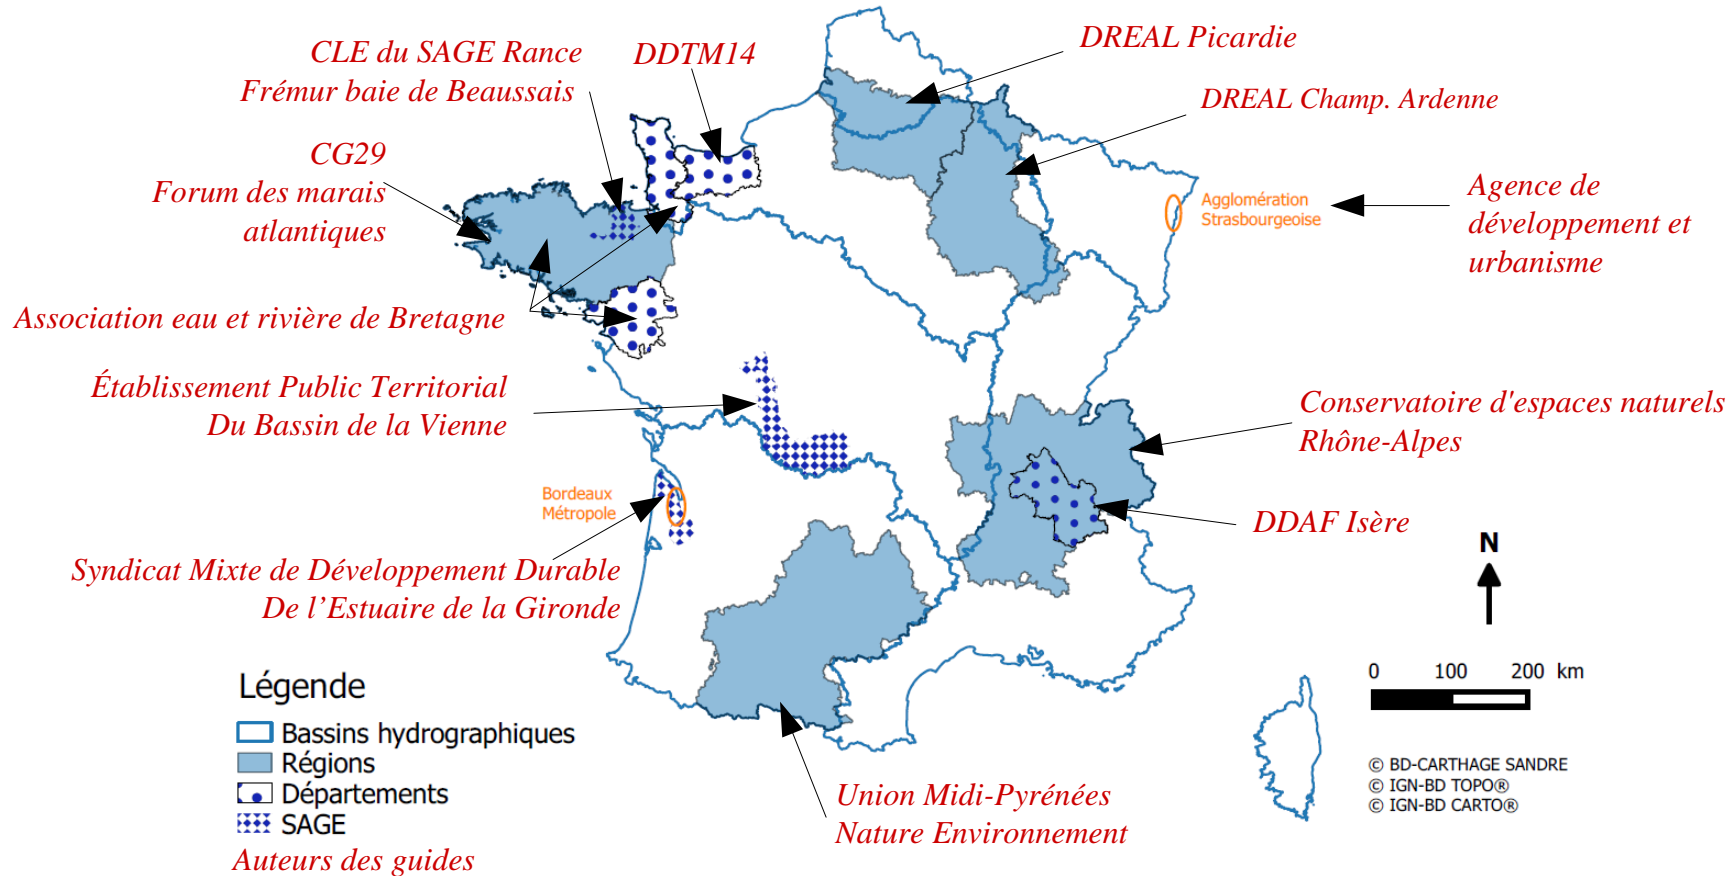 CLE du SAGE Rance
Frémur baie de Beaussais
DDTM14
DREAL Picardie
DREAL Champ. Ardenne
CG29
Forum des marais
atlantiques
Agglomération
Strasbourgeoise
Agence de
développement et
urbanisme
Association eau et rivière de Bretagne
Établissement Public Territorial
Du Bassin de la Vienne
Conservatoire d'espaces naturels
Rhône-Alpes
Bordeaux
Métropole
DDAF Isère
Syndicat Mixte de Développement Durable
De l’Estuaire de la Gironde
N
0 100 200 km
Légende
Bassins hydrographiques
Régions
Départements
SAGE
Auteurs des guides
Union Midi-Pyrénées
Nature Environnement
© BD-CARTHAGE SANDRE
© IGN-BD TOPO®
© IGN-BD CARTO®